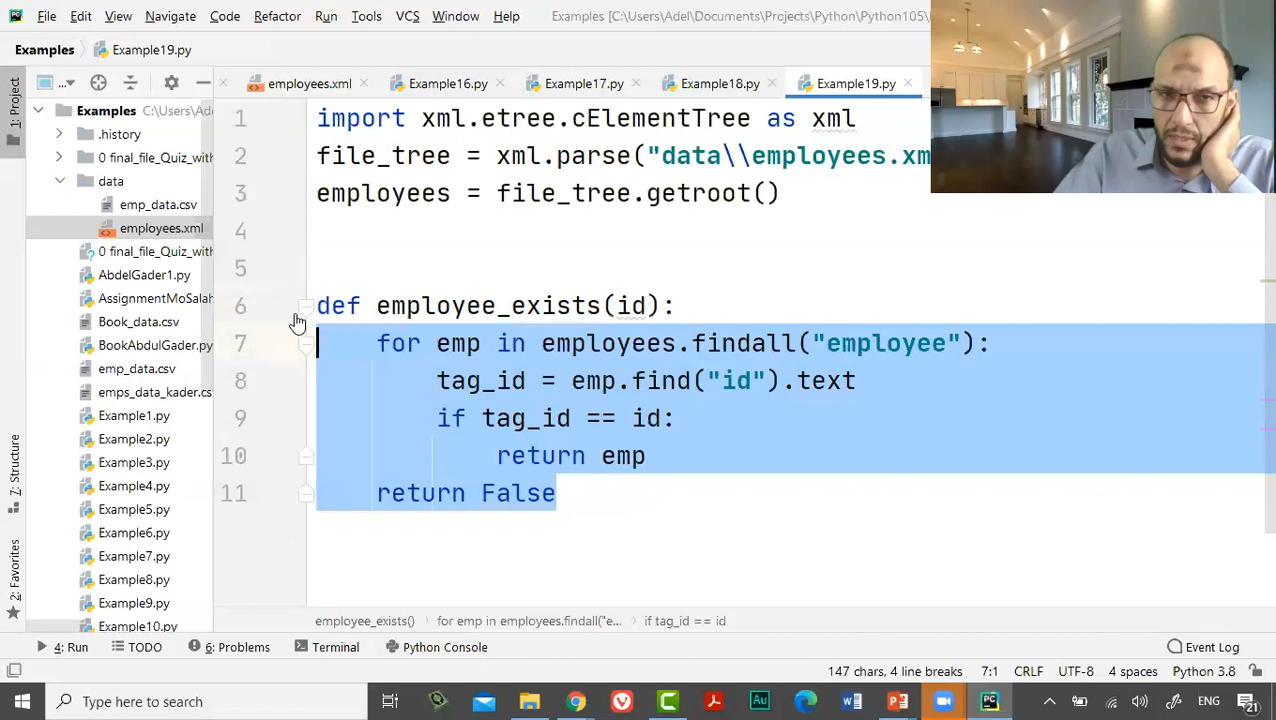 File Edit View Navigate Code Refactor Run Tools VCS Window Help Examples [C:\Users\Adel\Documents\Projects\Python\Python105\
Examples Example19.py
employees.xml Example16.py Example17.py Example18.py Example19.py
1: Project
7: Structure
2: Favorites
Examples C:\Users\Ade
.history
0 final_file_Quiz_with
data
emp_data.csv
employees.xml
0 final_file_Quiz_with
AbdelGader1.py
AssignmentMoSalah
Book_data.csv
BookAbdulGader.py
emp_data.csv
emps_data_kader.cs
Example1.py
Example2.py
Example3.py
Example4.py
Example5.py
Example6.py
Example7.py
Example8.py
Example9.py
Example10.py
1 import xml.etree.cElementTree as xml
2 file_tree = xml.parse("data\\employees.xm
3 employees = file_tree.getroot()
4
5
6 def employee_exists(id):
7 for emp in employees.findall("employee"):
8 tag_id = emp.find("id").text
9 if tag_id == id:
10 return emp
11 return False
employee_exists() for emp in employees.findall("e... if tag_id == id
4: Run TODO 6: Problems Terminal Python Console Event Log
147 chars, 4 line breaks 7:1 CRLF UTF-8 4 spaces Python 3.8
Type here to search ENG 21